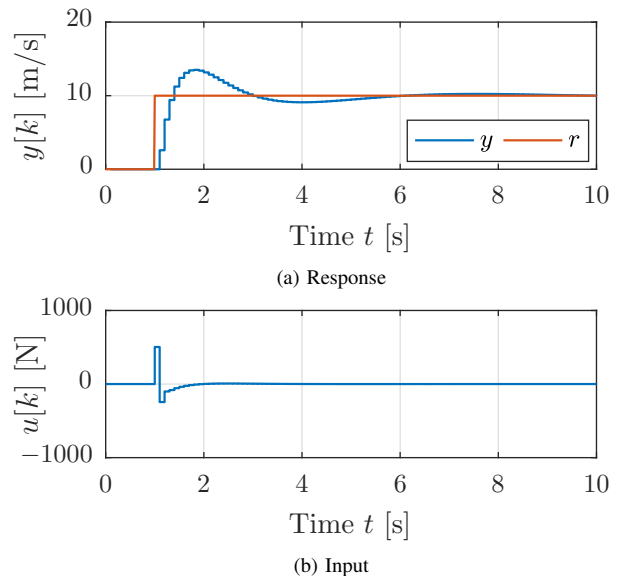 20
10
0
y[k] [m/s]
y r
0 2 4 6 8 10
Time t [s]
(a) Response
1000
0
−1000
u[k] [N]
0 2 4 6 8 10
Time t [s]
(b) Input